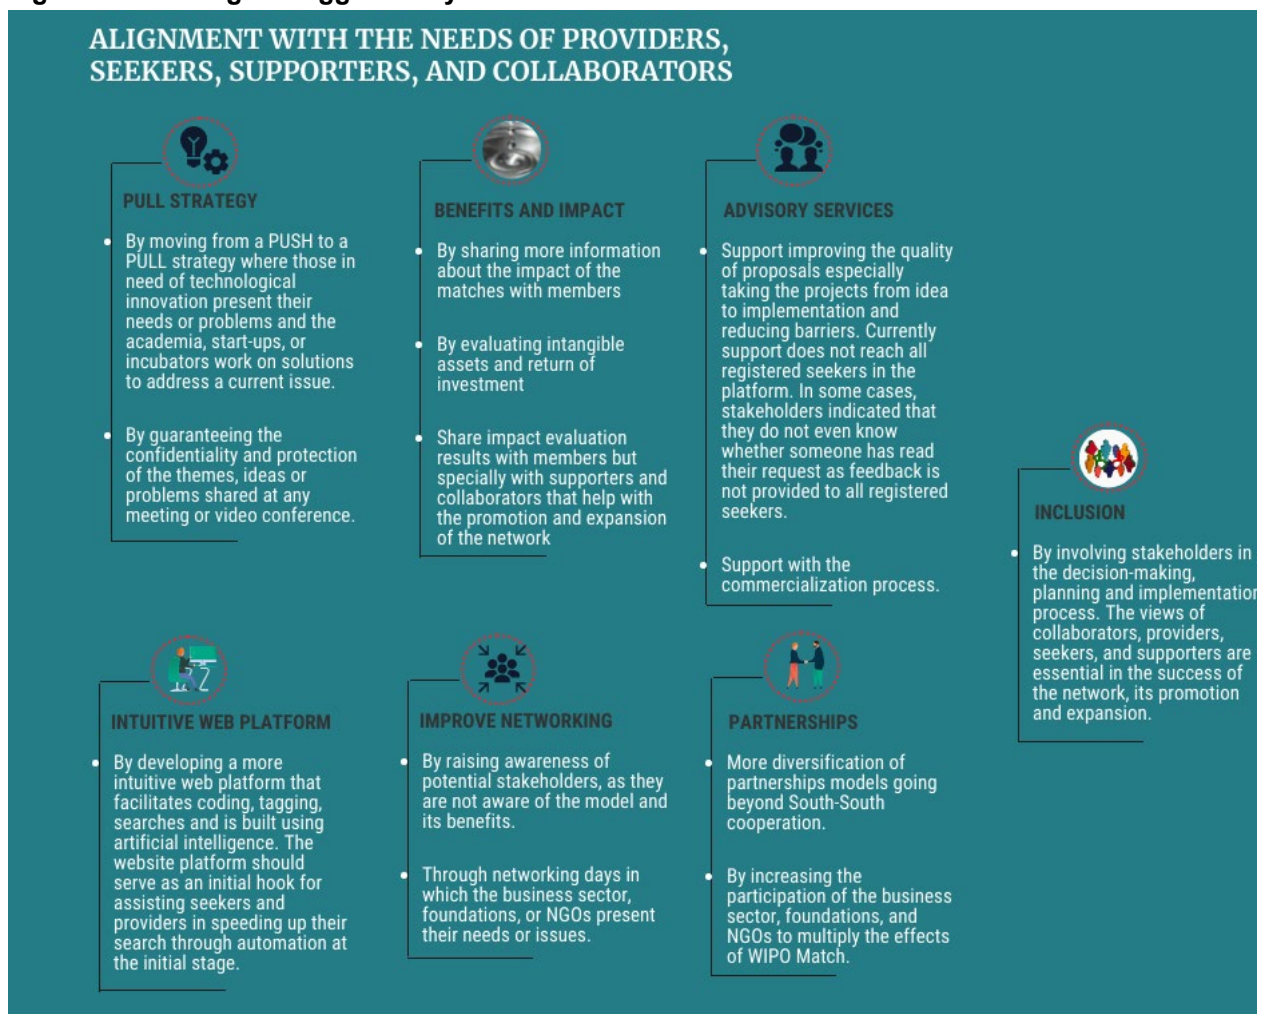 ALIGNMENT WITH THE NEEDS OF PROVIDERS,
SEEKERS, SUPPORTERS, AND COLLABORATORS
PULL STRATEGY
By moving from a PUSH to a
PULL strategy where those in
need of technological
innovation present their
needs or problems and the
academia, start-ups, or
incubators work on solutions
to address a current issue.
By guaranteeing the
confidentiality and protection
of the themes, ideas or
problems shared at any
meeting or video conference.
BENEFITS AND IMPACT
By sharing more information
about the impact of the
matches with members
By evaluating intangible
assets and return of
investment
Share impact evaluation
results with members but
specially with supporters and
collaborators that help with
the promotion and expansion
of the network
ADVISORY SERVICES
Support improving the quality
of proposals especially
taking the projects from idea
to implementation and
reducing barriers. Currently
support does not reach all
registered seekers in the
platform. In some cases,
stakeholders indicated that
they do not even know
whether someone has read
their request as feedback is
not provided to all registered
seekers.
Support with the
commercialization process.
INCLUSION
By involving stakeholders in
the decision-making,
planning and implementation
process. The views of
collaborators, providers,
seekers, and supporters are
essential in the success of
the network, its promotion
and expansion.
INTUITIVE WEB PLATFORM
By developing a more
intuitive web platform that
facilitates coding, tagging,
searches and is built using
artificial intelligence. The
website platform should
serve as an initial hook for
assisting seekers and
providers in speeding up their
search through automation at
the initial stage.
IMPROVE NETWORKING
By raising awareness of
potential stakeholders, as they
are not aware of the model and
its benefits.
Through networking days in
which the business sector,
foundations, or NGOs present
their needs or issues.
PARTNERSHIPS
More diversification of
partnerships models going
beyond South-South
cooperation.
By increasing the
participation of the business
sector, foundations, and
NGOs to multiply the effects
of WIPO Match.